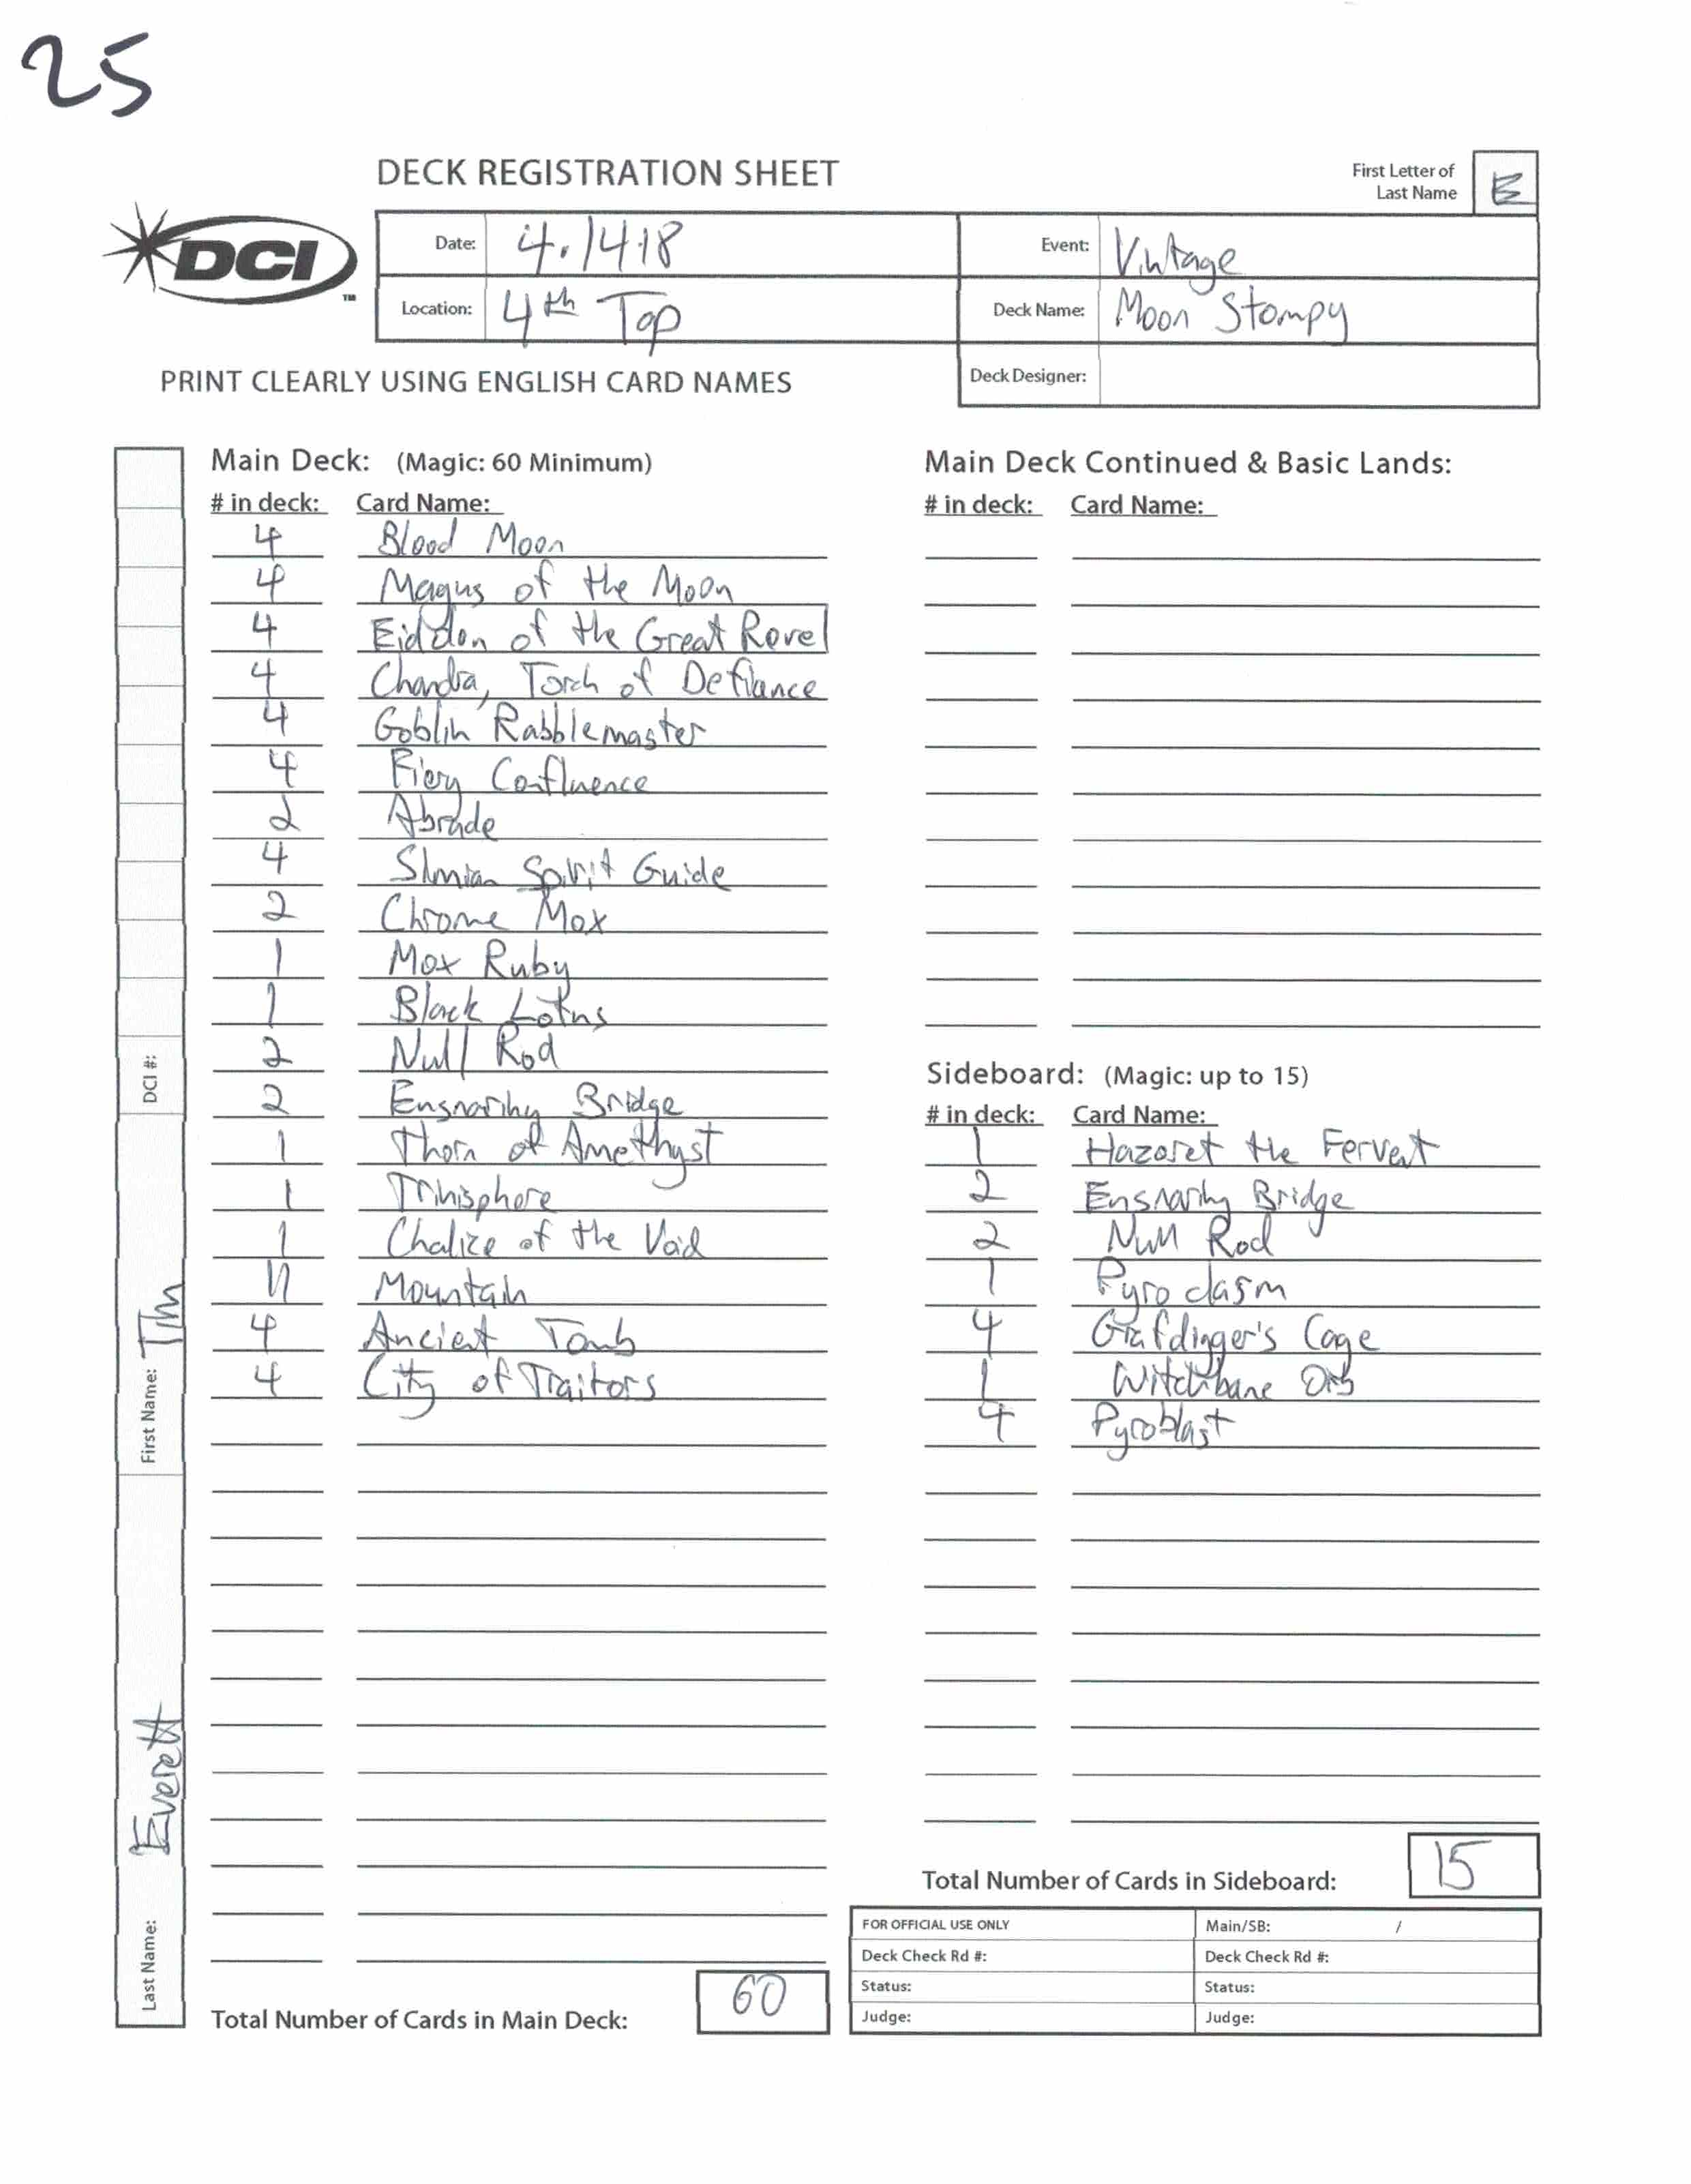 25
DECK REGISTRATION SHEET
First Letter of Last Name E
DCI
Date: 4.14.18
Event: Vintage
Location: 4th Tap
Deck Name: Moon Stompy
Deck Designer:
PRINT CLEARLY USING ENGLISH CARD NAMES
Main Deck: (Magic: 60 Minimum)
# in deck: Card Name:
4 Blood Moon
4 Magus of the Moon
4 Eidolon of the Great Revel
4 Chandra, Torch of Defiance
4 Goblin Rabblemaster
4 Fiery Confluence
2 Abrade
4 Simian Spirit Guide
2 Chrome Mox
1 Mox Ruby
1 Black Lotus
2 Null Rod
2 Ensnaring Bridge
1 Thorn of Amethyst
1 Trinisphere
1 Chalice of the Void
11 Mountain
4 Ancient Tomb
4 City of Traitors
Total Number of Cards in Main Deck: 60
Main Deck Continued & Basic Lands:
# in deck: Card Name:
Sideboard: (Magic: up to 15)
# in deck: Card Name:
1 Hazoret the Fervent
2 Ensnaring Bridge
2 Null Rod
1 Pyroclasm
4 Grafdinger's Cage
1 Witchbane Orb
4 Pyroblast
Total Number of Cards in Sideboard: 15
FOR OFFICIAL USE ONLY
Main/SB: /
Deck Check Rd #:
Deck Check Rd #:
Status:
Status:
Judge:
Judge:
Last Name: Everett
First Name: Tim
DCI #: